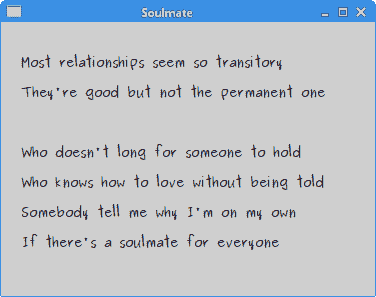 Soulmate
Most relationships seem so transitory
They're good but not the permanent one
Who doesn't long for someone to hold
Who knows how to love without being told
Somebody tell me why I'm on my own
If there's a soulmate for everyone